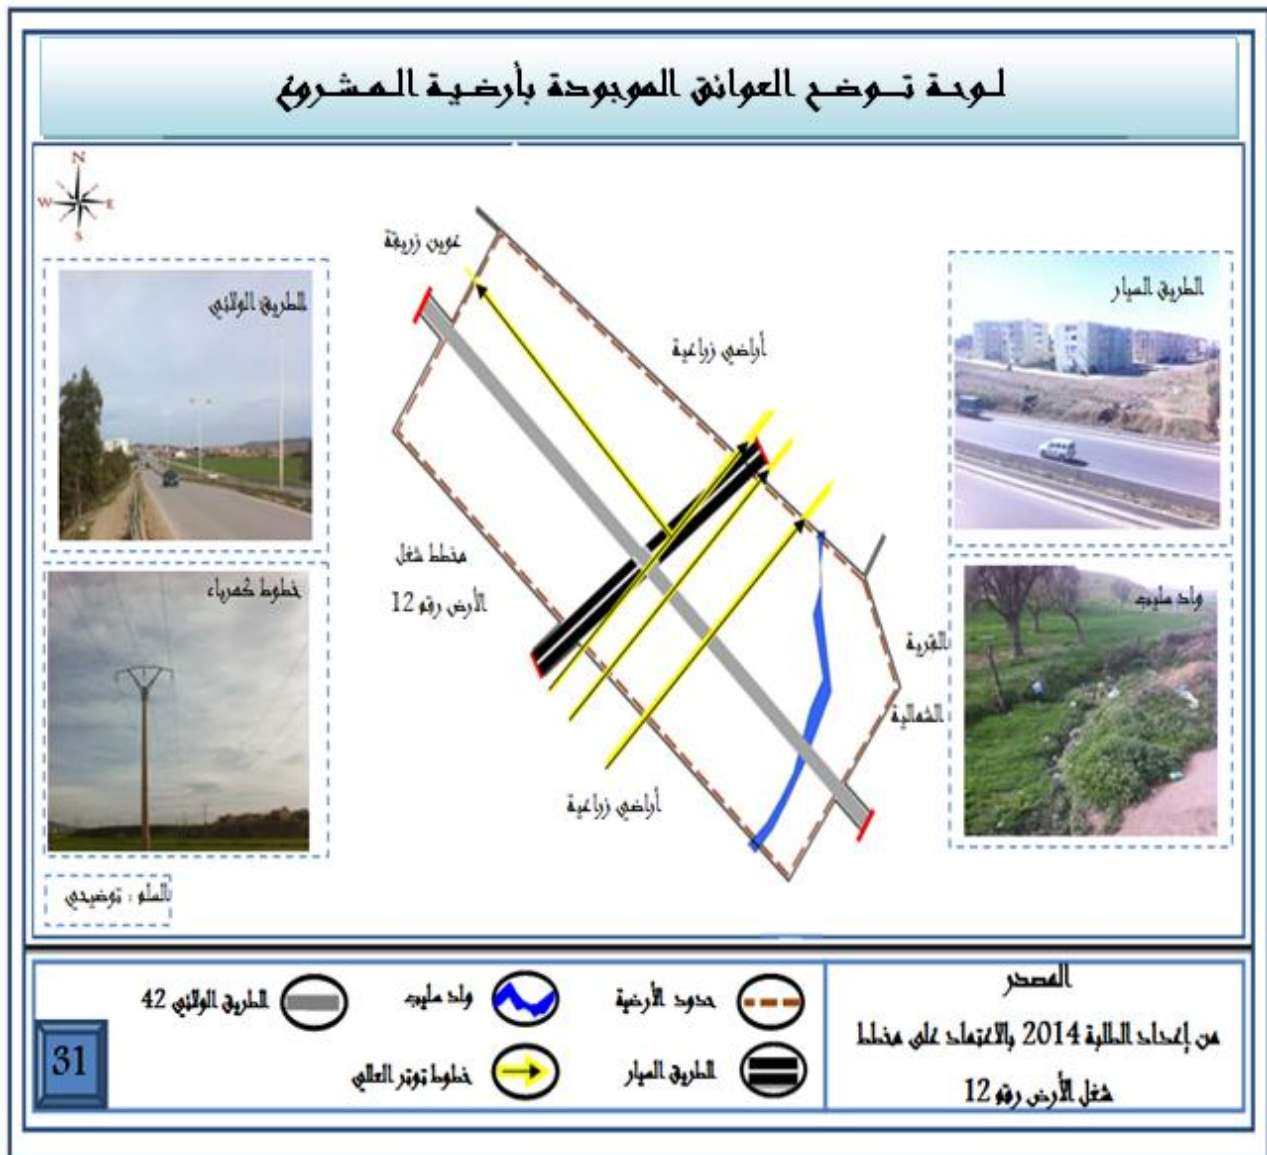 لوحة توضح العوائق الموجودة بأرضية المشروع
N
W E
S
عوين زريقة
الطريق الولائي
الطريق السيار
أراضي زراعية
مخطط شغل
الأرض رقم 12
خطوط كهرباء
واد سليب
القرية
الشمالية
أراضي زراعية
السلم : توضيحي
المصدر
من إعداد الطلبة 2014 بالاعتماد على مخطط
شغل الأرض رقم 12
حدود الأرضية
واد سليب
الطريق الولائي 42
الطريق السيار
خطوط توتر العالي
31